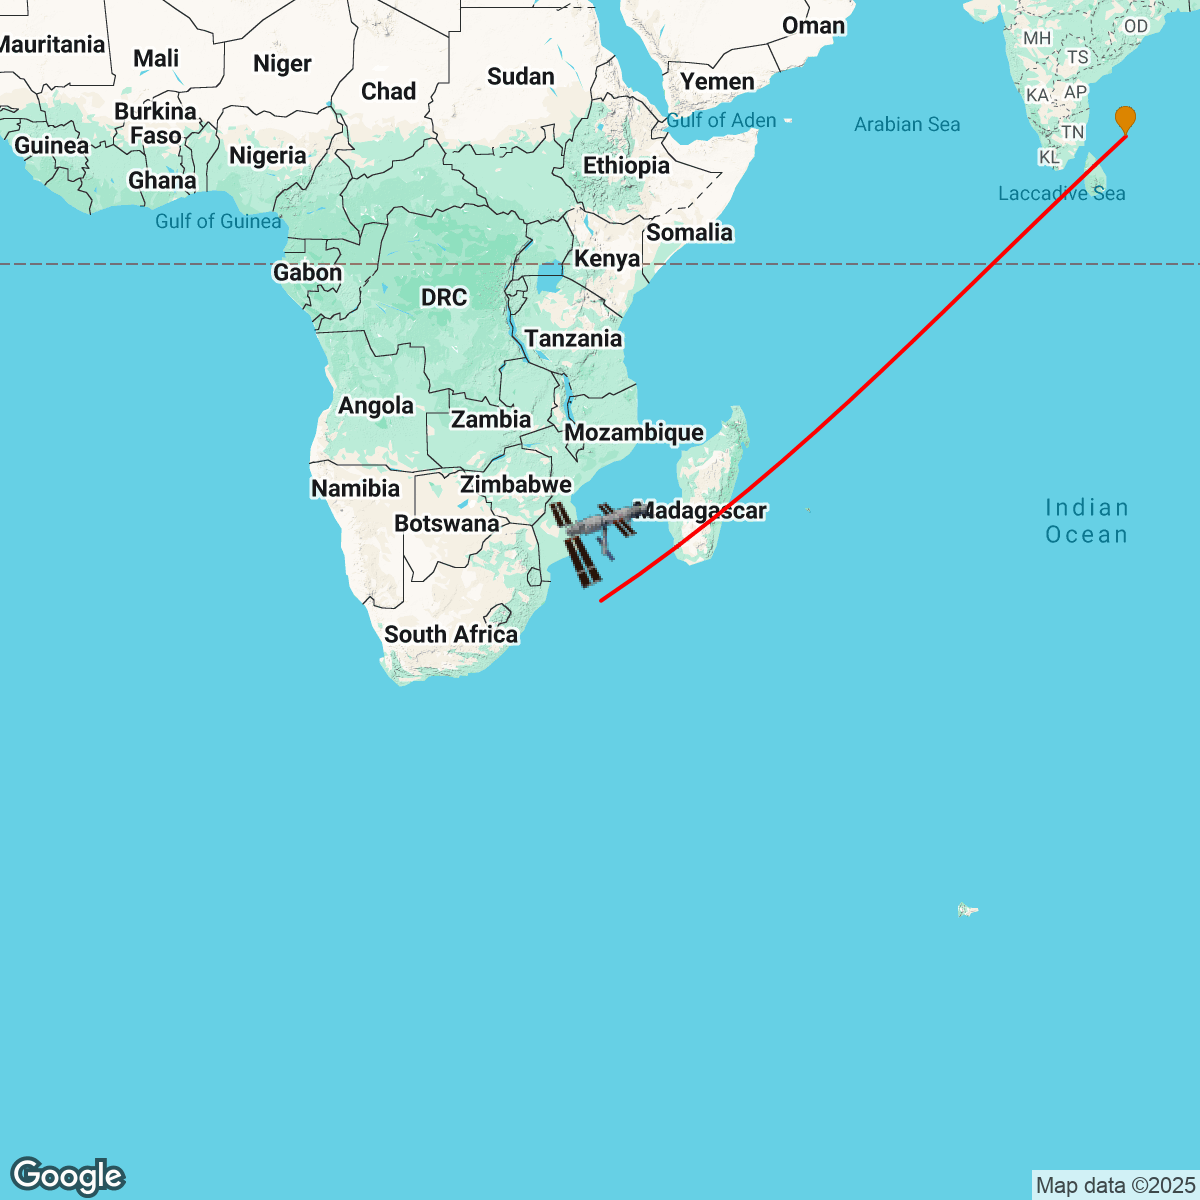 Oman
Mauritania
Mali
Niger
Chad
Sudan
Yemen
MH
OD
TS
KA
AP
TN
KL
Burkina
Faso
Guinea
Ghana
Nigeria
Ethiopia
Gulf of Aden
Arabian Sea
Laccadive Sea
Gulf of Guinea
Somalia
Kenya
Gabon
DRC
Tanzania
Angola
Zambia
Mozambique
Namibia
Zimbabwe
Botswana
Madagascar
Indian
Ocean
South Africa
Google
Map data ©2025